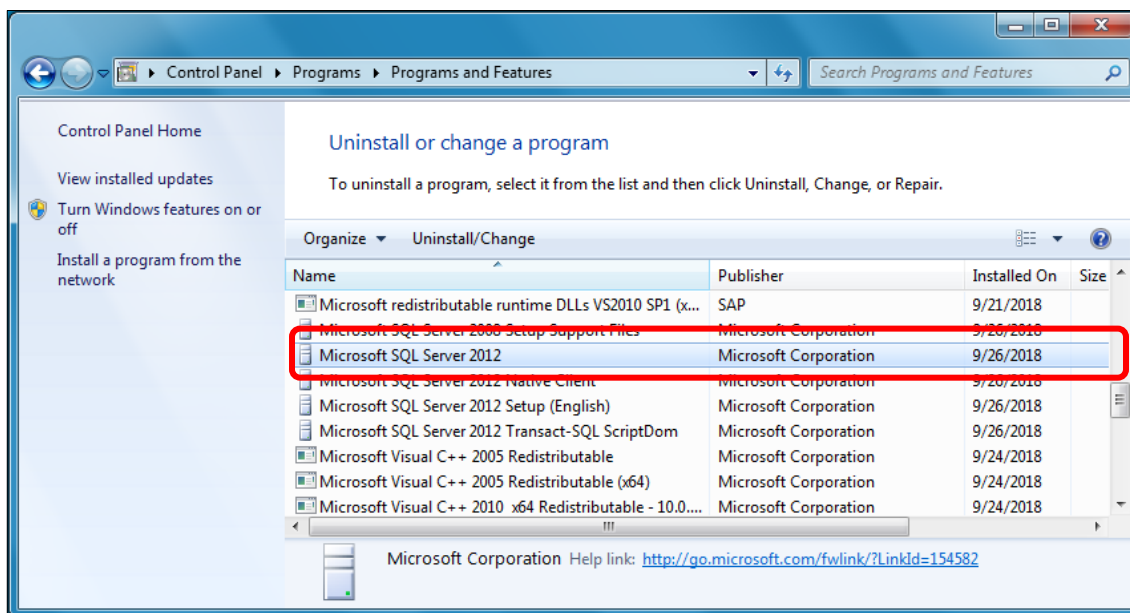 Control Panel Programs Programs and Features Search Programs and Features
Control Panel Home
View installed updates
Turn Windows features on or
off
Install a program from the
network
Uninstall or change a program
To uninstall a program, select it from the list and then click Uninstall, Change, or Repair.
Organize Uninstall/Change
Name Publisher Installed On Size
Microsoft redistributable runtime DLLs VS2010 SP1 (x... SAP 9/21/2018
Microsoft SQL Server 2008 Setup Support Files Microsoft Corporation 9/26/2018
Microsoft SQL Server 2012 Microsoft Corporation 9/26/2018
Microsoft SQL Server 2012 Native Client Microsoft Corporation 9/26/2018
Microsoft SQL Server 2012 Setup (English) Microsoft Corporation 9/26/2018
Microsoft SQL Server 2012 Transact-SQL ScriptDom Microsoft Corporation 9/26/2018
Microsoft Visual C++ 2005 Redistributable Microsoft Corporation 9/24/2018
Microsoft Visual C++ 2005 Redistributable (x64) Microsoft Corporation 9/24/2018
Microsoft Visual C++ 2010 x64 Redistributable - 10.0.... Microsoft Corporation 9/24/2018
Microsoft Corporation Help link: http://go.microsoft.com/fwlink/?LinkId=154582